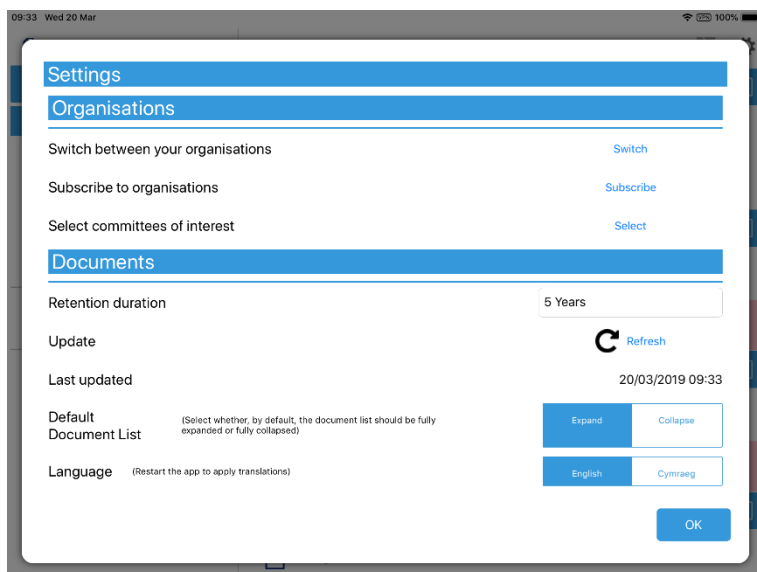 09:33 Wed 20 Mar
VPN 100%
Settings
Organisations
Switch between your organisations Switch
Subscribe to organisations Subscribe
Select committees of interest Select
Documents
Retention duration 5 Years
Update Refresh
Last updated 20/03/2019 09:33
Default
Document List
(Select whether, by default, the document list should be fully
expanded or fully collapsed)
Expand Collapse
Language (Restart the app to apply translations) English Cymraeg
OK